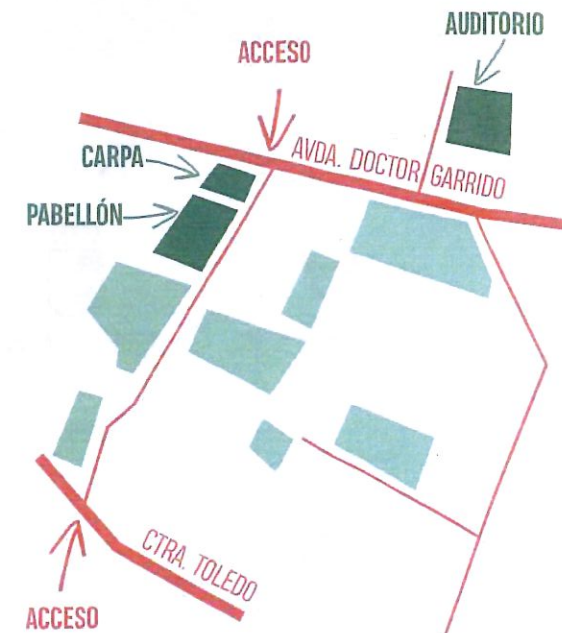 AUDITORIO
ACCESO
AVDA. DOCTOR GARRIDO
CARPA
PABELLÓN
CTRA. TOLEDO
ACCESO